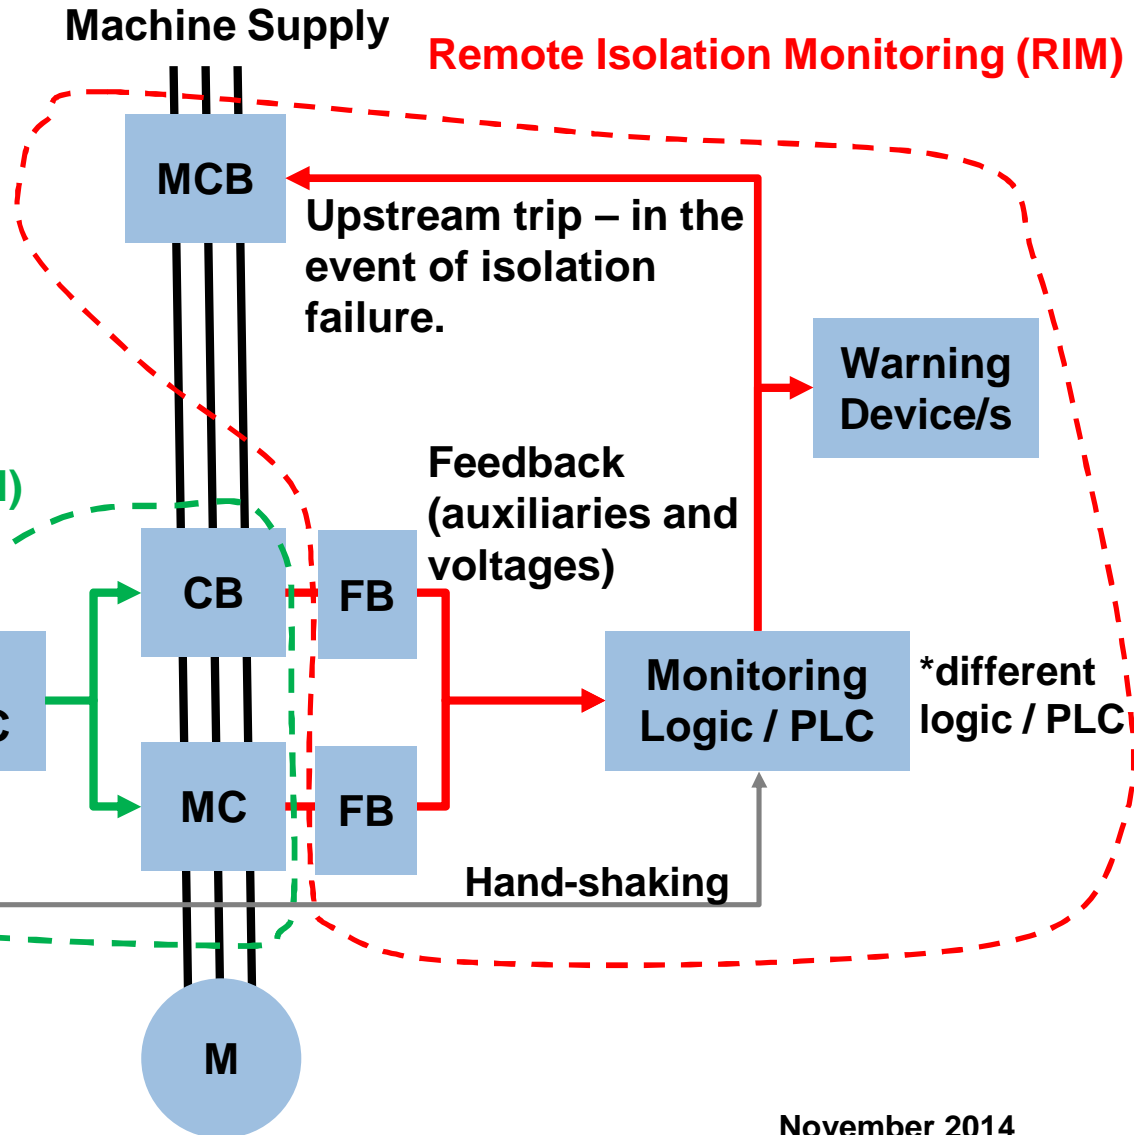 Machine Supply
Remote Isolation Monitoring (RIM)
MCB
Upstream trip – in the
event of isolation
failure.
Warning
Device/s
Feedback
(auxiliaries and
voltages)
CB
FB
Monitoring
Logic / PLC
*different
logic / PLC
C
MC
FB
Hand-shaking
M
November 2014